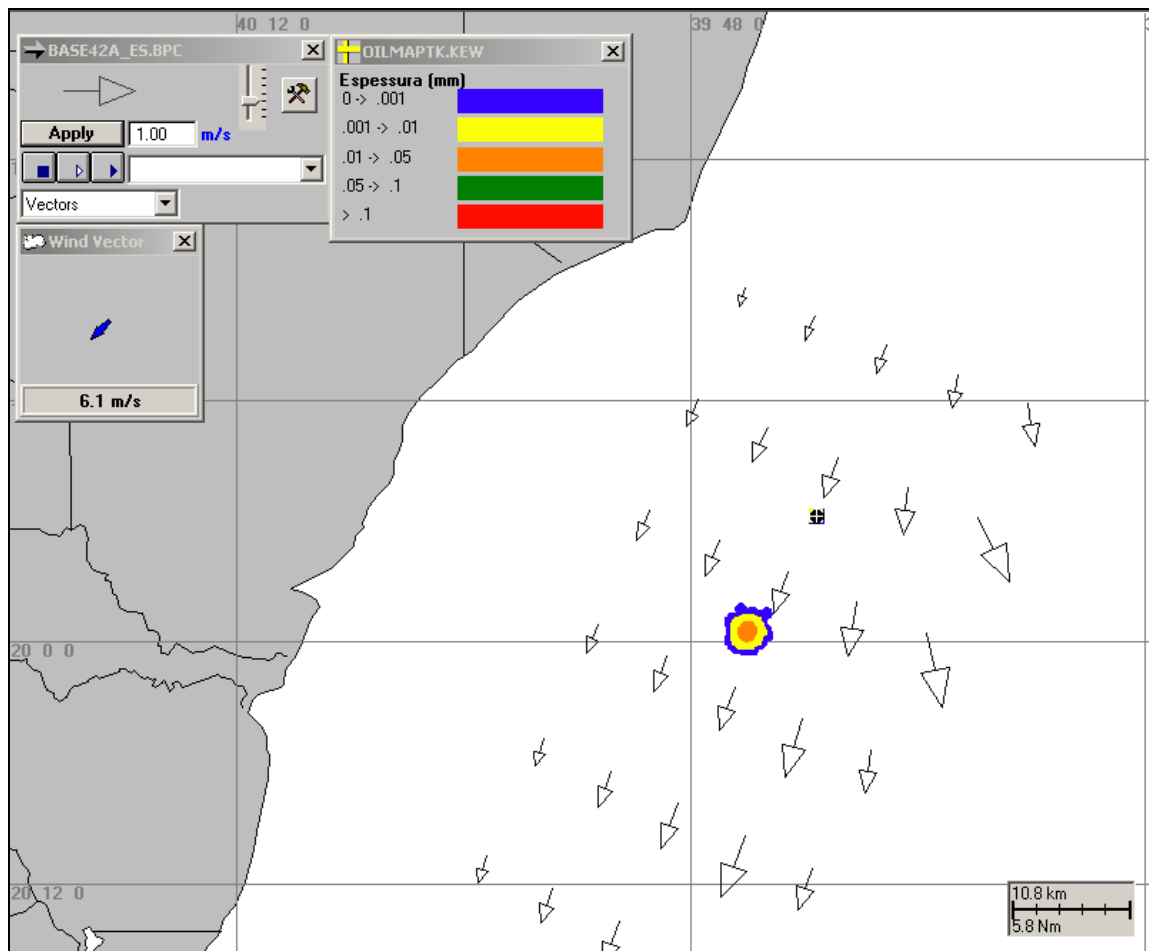 40 12 0
39 48 0
BASE42A_ES.BPC
Apply
1.00
m/s
Vectors
OILMAPTK.KEW
Espessura (mm)
0 -> .001
.001 -> .01
.01 -> .05
.05 -> .1
> .1
Wind Vector
6.1 m/s
20 0 0
20 12 0
10.8 km
5.8 Nm